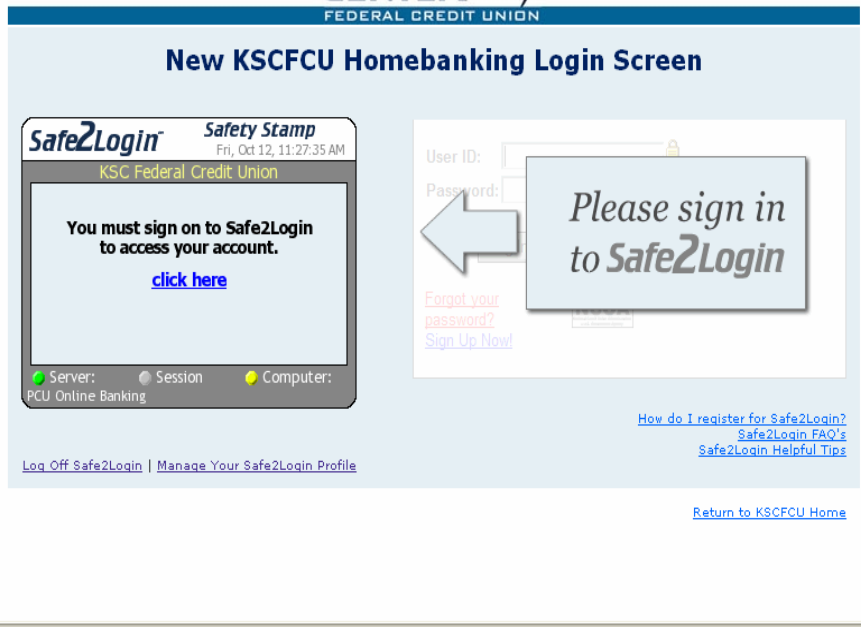 FEDERAL CREDIT UNION
New KSCFCU Homebanking Login Screen
Safe2Login™
Safety Stamp
Fri, Oct 12, 11:27:35 AM
KSC Federal Credit Union
You must sign on to Safe2Login
to access your account.
click here
Server: Session Computer:
PCU Online Banking
User ID:
Password:
Please sign in
to Safe2Login
Forgot your
password?
Sign Up Now!
How do I register for Safe2Login?
Safe2Login FAQ's
Safe2Login Helpful Tips
Log Off Safe2Login | Manage Your Safe2Login Profile
Return to KSCFCU Home